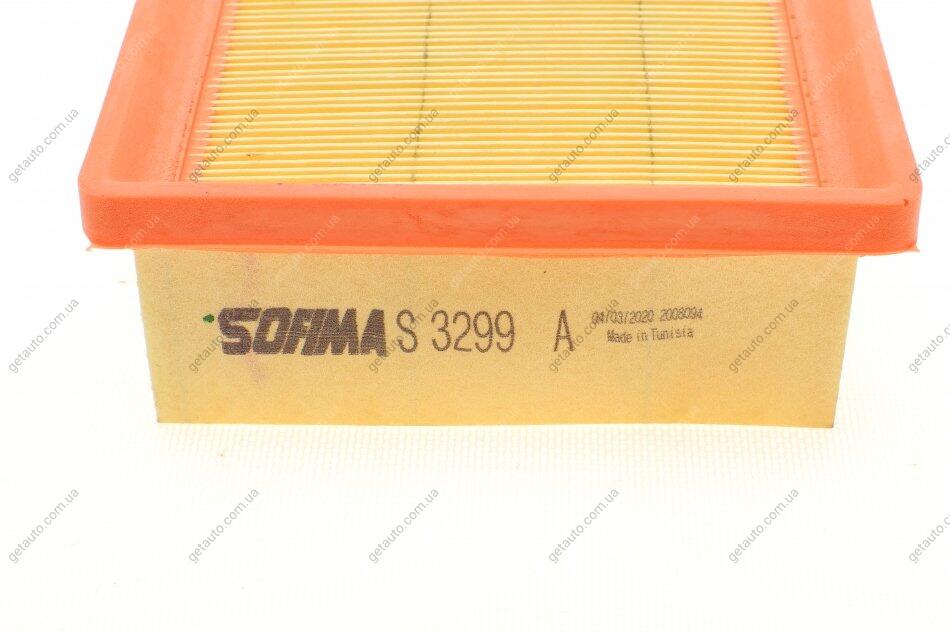 SOFIMA S 3299 A
04/03/2020 2008094
Made in Tunisia
getauto.com.ua